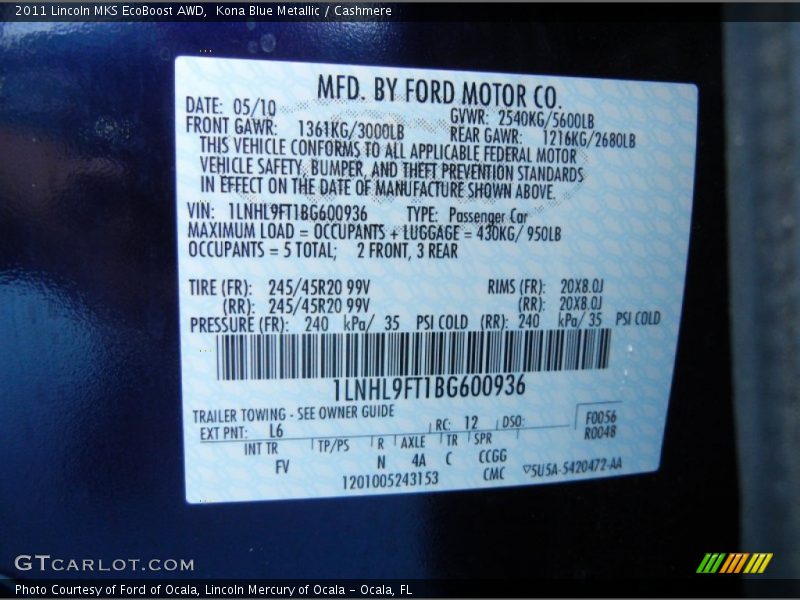 2011 Lincoln MKS EcoBoost AWD,  Kona Blue Metallic / Cashmere
MFD. BY FORD MOTOR CO.
DATE: 05/10 GVWR: 2540KG/5600LB
FRONT GAWR: 1361KG/3000LB REAR GAWR: 1216KG/2680LB
THIS VEHICLE CONFORMS TO ALL APPLICABLE FEDERAL MOTOR
VEHICLE SAFETY, BUMPER, AND THEFT PREVENTION STANDARDS
IN EFFECT ON THE DATE OF MANUFACTURE SHOWN ABOVE.
VIN: 1LNHL9FT1BG600936 TYPE: Passenger Car
MAXIMUM LOAD = OCCUPANTS + LUGGAGE = 430KG/ 950LB
OCCUPANTS = 5 TOTAL; 2 FRONT, 3 REAR
TIRE (FR): 245/45R20 99V RIMS (FR): 20X8.0J
(RR): 245/45R20 99V (RR): 20X8.0J
PRESSURE (FR): 240 kPa/ 35 PSI COLD (RR): 240 kPa/ 35 PSI COLD
1LNHL9FT1BG600936
TRAILER TOWING - SEE OWNER GUIDE
EXT PNT: L6 RC: 12 DSO: F0056
R0048
INT TR TP/PS R AXLE TR SPR
FV N 4A C CCGG
1201005243153 CMC ▽5U5A-5420472-AA
GTCARLOT.COM
Photo Courtesy of Ford of Ocala, Lincoln Mercury of Ocala - Ocala, FL